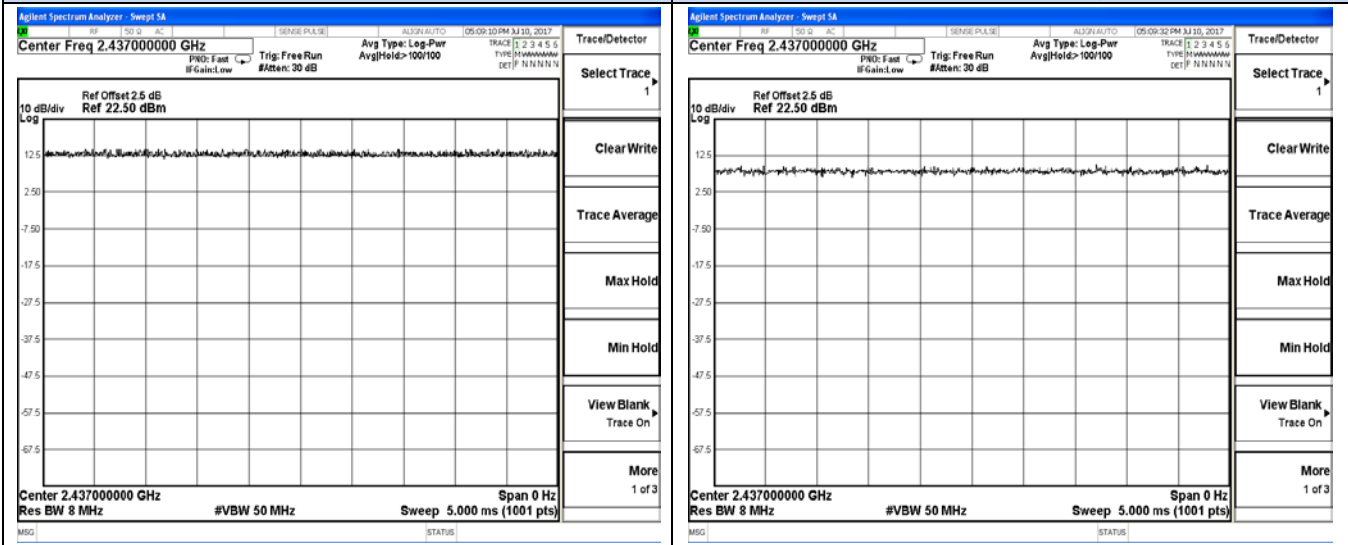 Agilent Spectrum Analyzer - Swept SA
RF 50 Ω AC SENSE:PULSE ALIGN AUTO 05:09:10 PM Jul 10, 2017
Center Freq 2.437000000 GHz
PNO: Fast
IFGain:Low
Trig: Free Run
#Atten: 30 dB
Avg Type: Log-Pwr
Avg|Hold:>100/100
TRACE 1 2 3 4 5 6
TYPE M WWWWW
DET P N N N N N
Ref Offset 2.5 dB
10 dB/div Ref 22.50 dBm
Log
12.5
2.50
-7.50
-17.5
-27.5
-37.5
-47.5
-57.5
-67.5
Center 2.437000000 GHz Span 0 Hz
Res BW 8 MHz #VBW 50 MHz Sweep 5.000 ms (1001 pts)
MSG STATUS
Trace/Detector
Select Trace
1
Clear Write
Trace Average
Max Hold
Min Hold
View Blank
Trace On
More
1 of 3
Agilent Spectrum Analyzer - Swept SA
RF 50 Ω AC SENSE:PULSE ALIGN AUTO 05:09:32 PM Jul 10, 2017
Center Freq 2.437000000 GHz
PNO: Fast
IFGain:Low
Trig: Free Run
#Atten: 30 dB
Avg Type: Log-Pwr
Avg|Hold:>100/100
TRACE 1 2 3 4 5 6
TYPE M WWWWW
DET P N N N N N
Ref Offset 2.5 dB
10 dB/div Ref 22.50 dBm
Log
12.5
2.50
-7.50
-17.5
-27.5
-37.5
-47.5
-57.5
-67.5
Center 2.437000000 GHz Span 0 Hz
Res BW 8 MHz #VBW 50 MHz Sweep 5.000 ms (1001 pts)
MSG STATUS
Trace/Detector
Select Trace
1
Clear Write
Trace Average
Max Hold
Min Hold
View Blank
Trace On
More
1 of 3